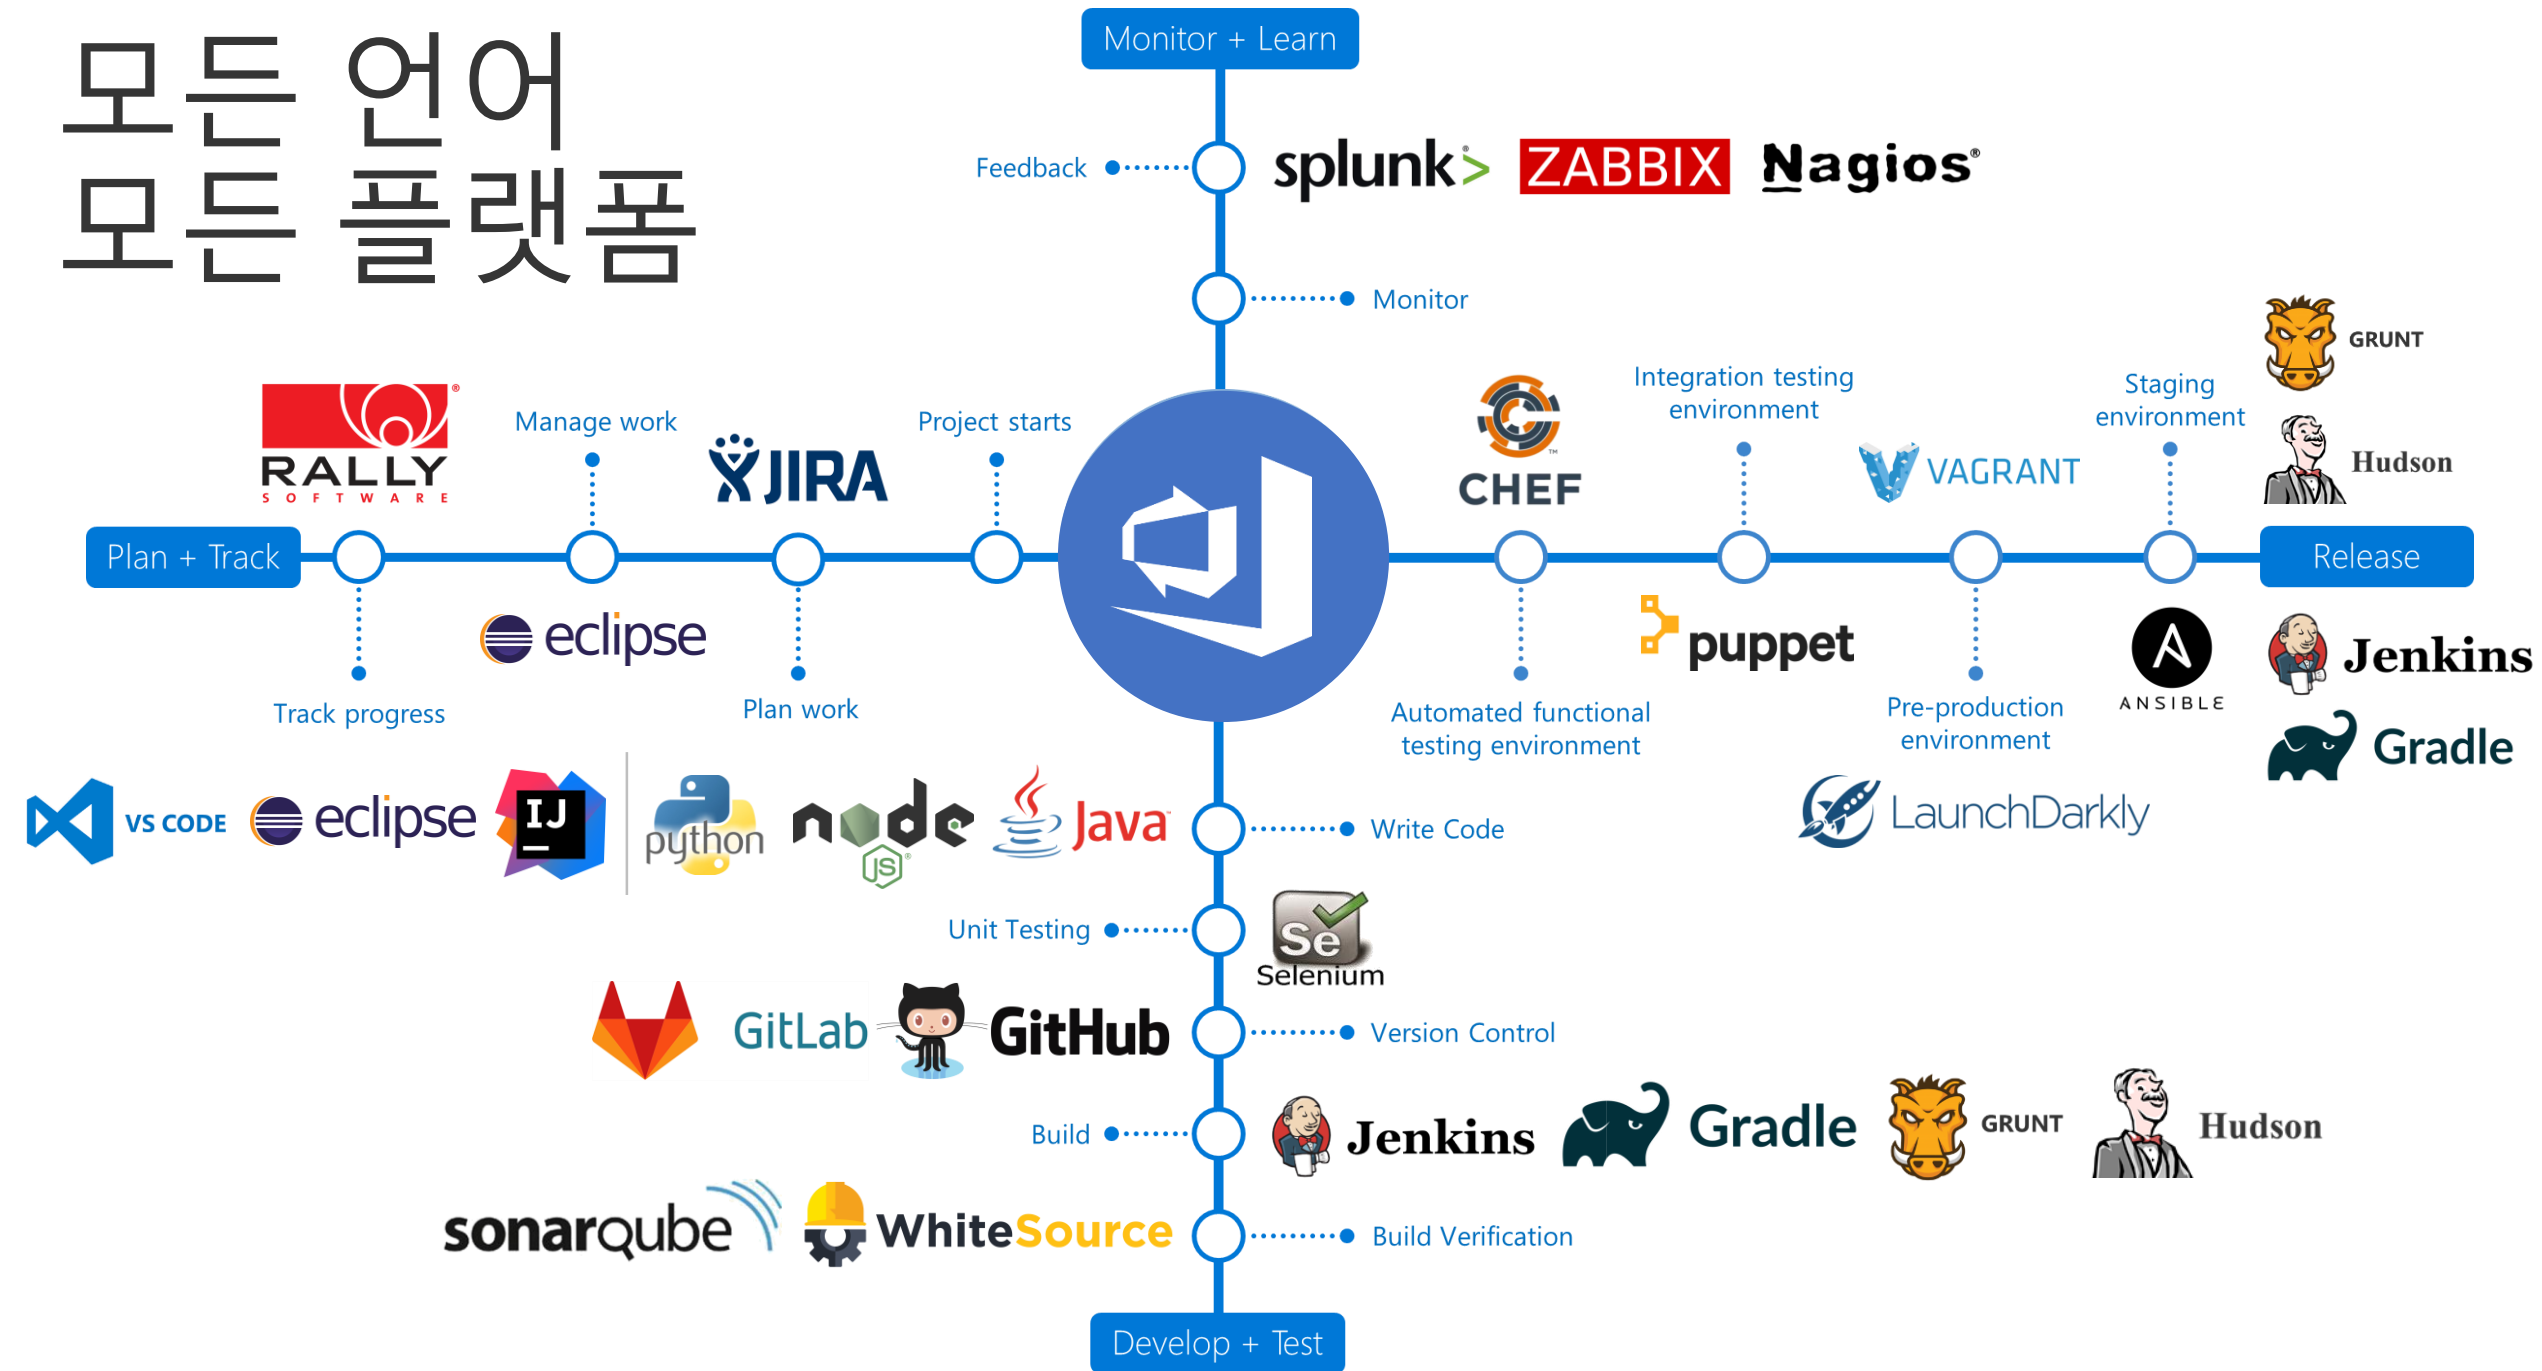 모든 언어
모든 플랫폼
Monitor + Learn
Feedback
splunk>
ZABBIX
Nagios®
Monitor
RALLY
SOFTWARE
Manage work
JIRA
Project starts
CHEF
Integration testing
environment
VAGRANT
Staging
environment
GRUNT
Hudson
Plan + Track
Release
Track progress
eclipse
Plan work
Automated functional
testing environment
puppet
Pre-production
environment
ANSIBLE
Jenkins
Gradle
LaunchDarkly
VS CODE
eclipse
IJ
python
node
JS
Java
Write Code
Unit Testing
Se
Selenium
GitLab
GitHub
Version Control
Build
Jenkins
Gradle
GRUNT
Hudson
sonarqube
WhiteSource
Build Verification
Develop + Test